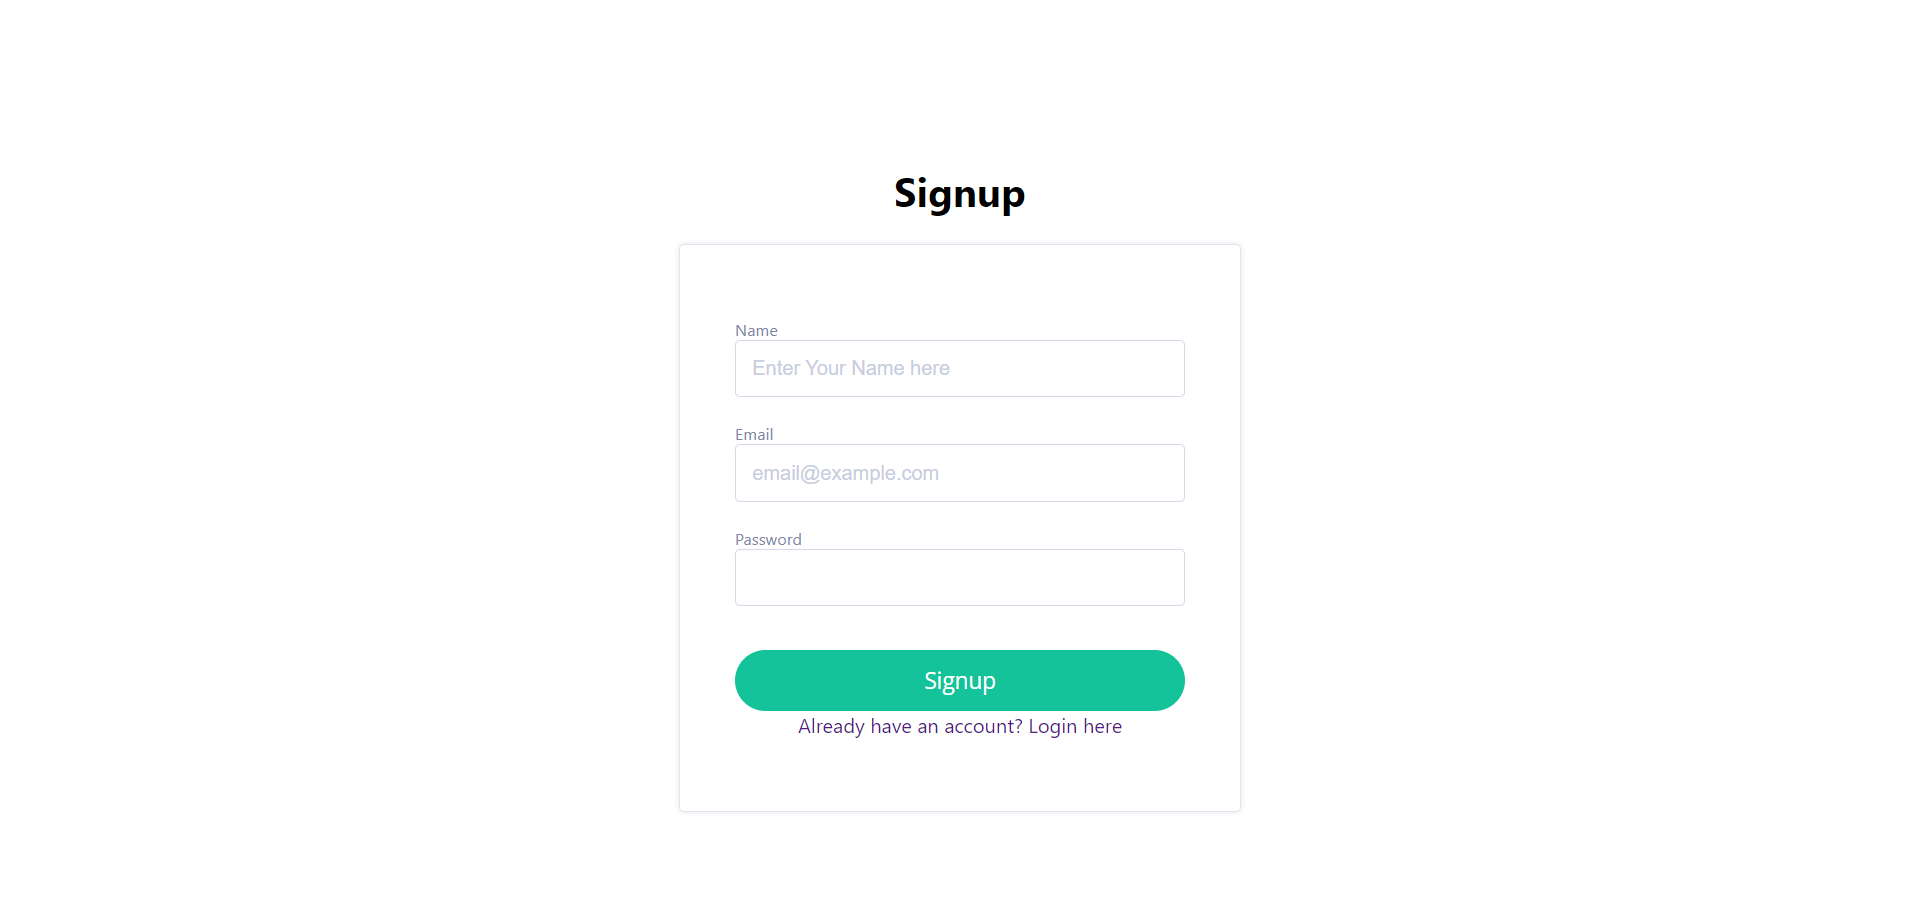 Signup
Name
Enter Your Name here
Email
email@example.com
Password
Signup
Already have an account? Login here